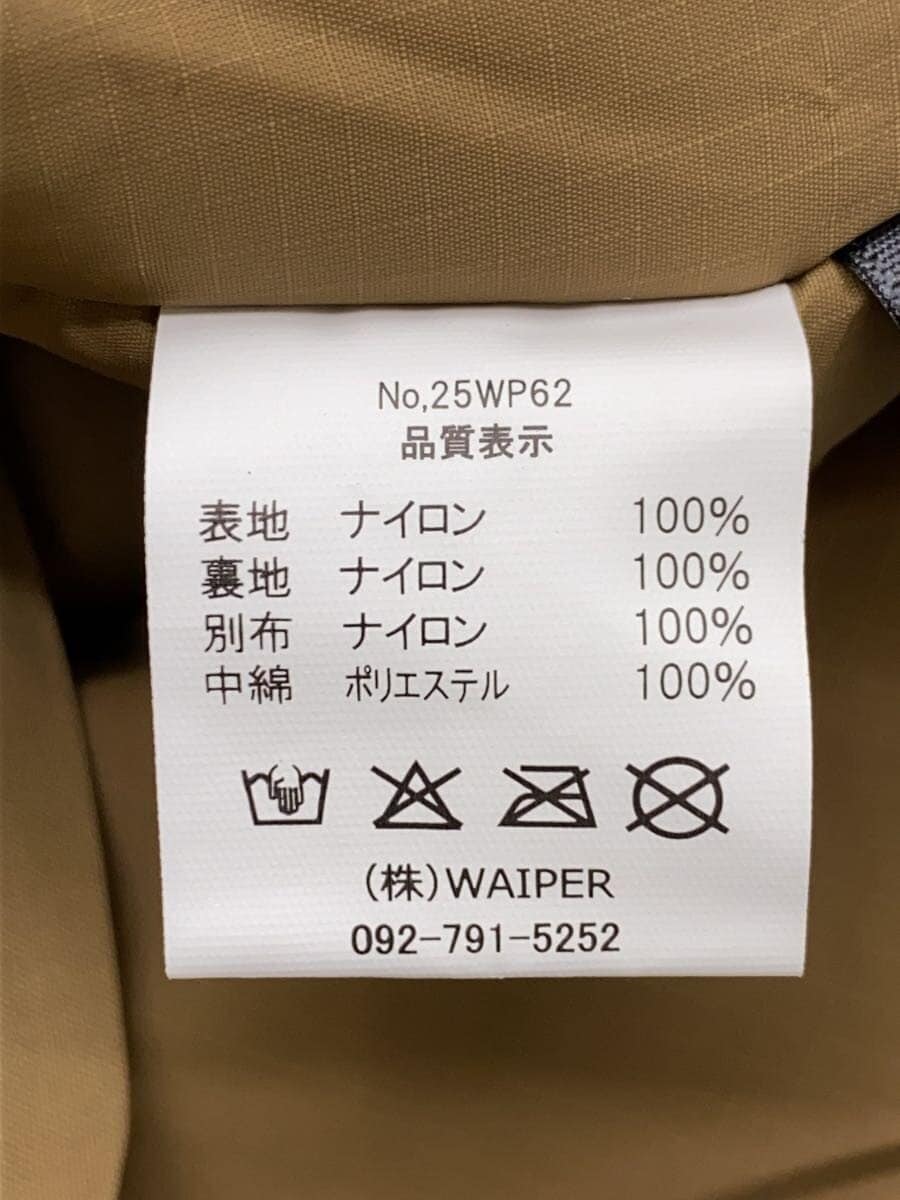 No,25WP62
品質表示
表地 ナイロン 100%
裏地 ナイロン 100%
別布 ナイロン 100%
中綿 ポリエステル 100%
(株)WAIPER
092-791-5252